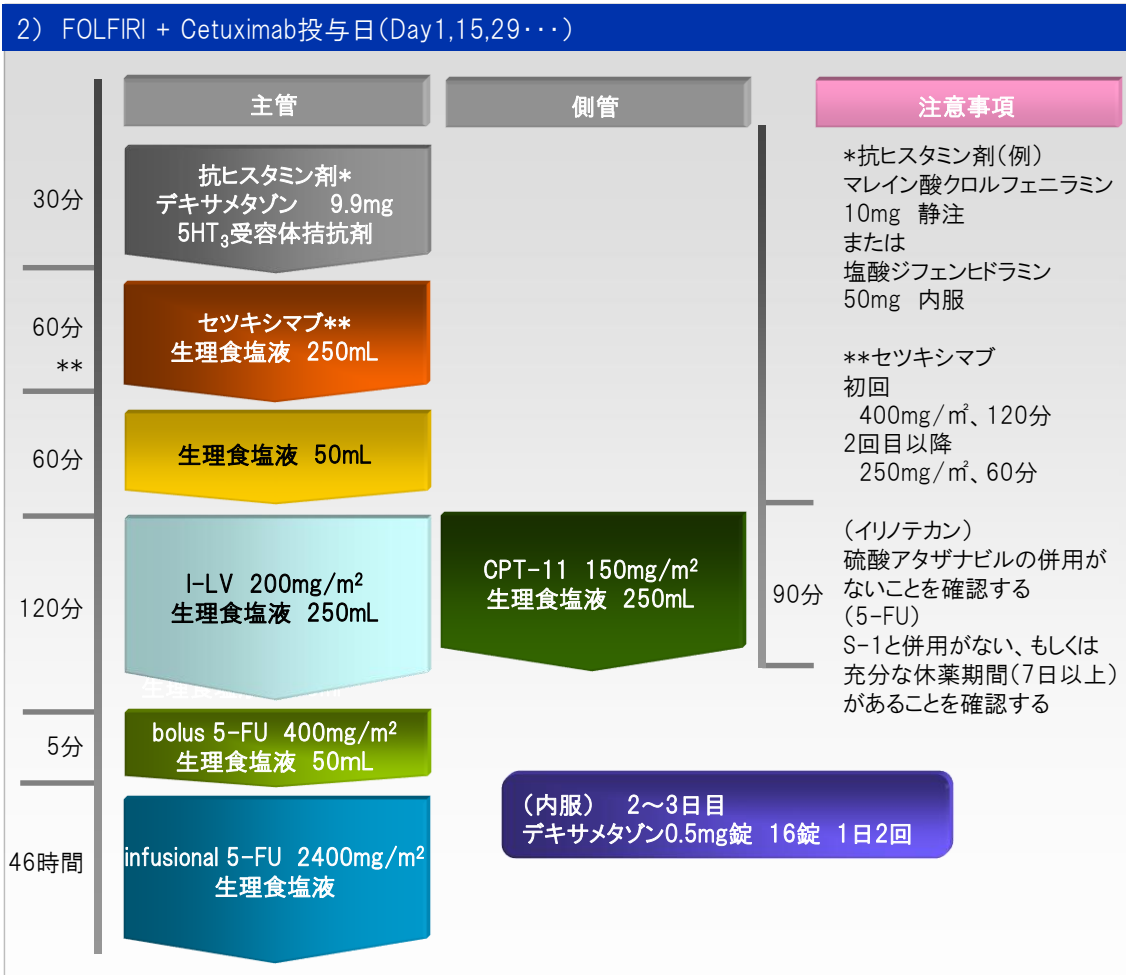 2) FOLFIRI + Cetuximab投与日(Day1,15,29･･･)
主管
側管
注意事項
30分
抗ヒスタミン剤*
デキサメタゾン 9.9mg
5HT₃受容体拮抗剤
60分
**
セツキシマブ**
生理食塩液 250mL
60分
生理食塩液 50mL
120分
l-LV 200mg/m²
生理食塩液 250mL
CPT-11 150mg/m²
生理食塩液 250mL
90分
5分
bolus 5-FU 400mg/m²
生理食塩液 50mL
46時間
infusional 5-FU 2400mg/m²
生理食塩液
(内服) 2～3日目
デキサメタゾン0.5mg錠 16錠 1日2回
*抗ヒスタミン剤(例)
マレイン酸クロルフェニラミン
10mg 静注
または
塩酸ジフェンヒドラミン
50mg 内服
**セツキシマブ
初回
400mg/㎡、120分
2回目以降
250mg/㎡、60分
(イリノテカン)
硫酸アタザナビルの併用が
ないことを確認する
(5-FU)
S-1と併用がない、もしくは
充分な休薬期間(7日以上)
があることを確認する